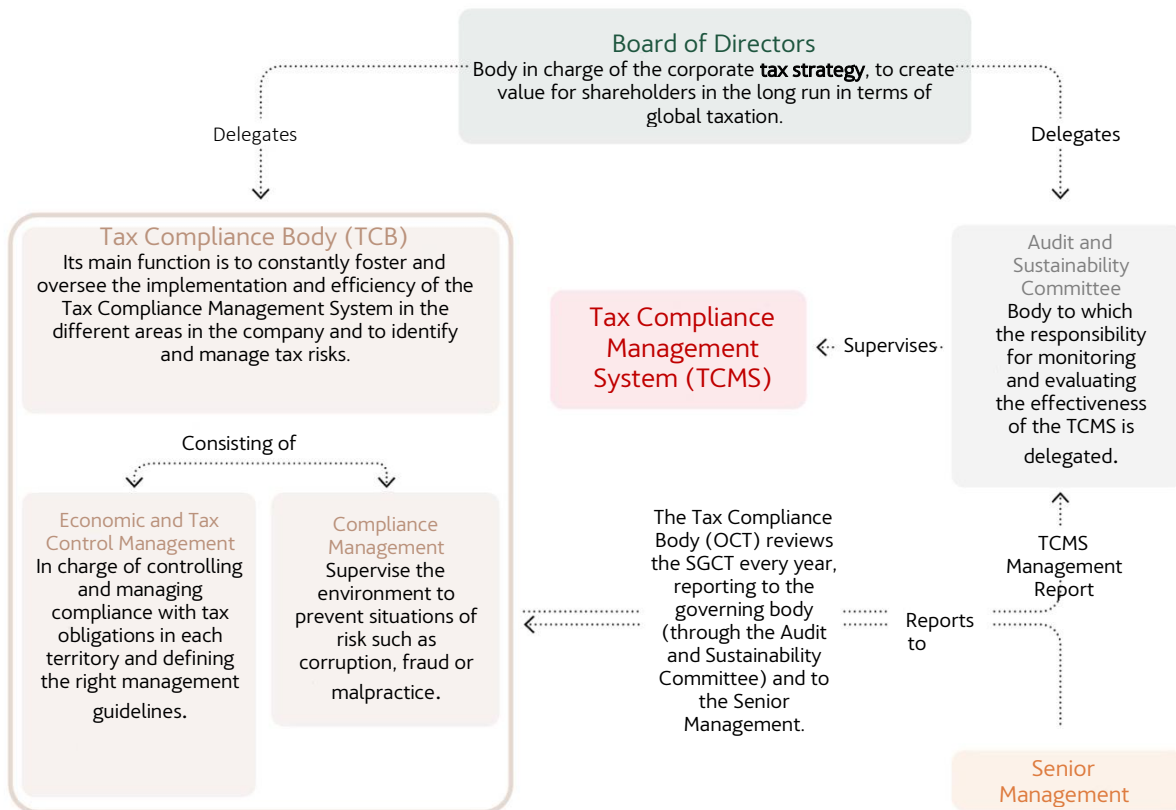 Board of Directors
Body in charge of the corporate tax strategy, to create
value for shareholders in the long run in terms of
global taxation.
Delegates
Delegates
Tax Compliance Body (TCB)
Its main function is to constantly foster and
oversee the implementation and efficiency of the
Tax Compliance Management System in the
different areas in the company and to identify
and manage tax risks.
Consisting of
Economic and Tax
Control Management
In charge of controlling
and managing
compliance with tax
obligations in each
territory and defining
the right management
guidelines.
Compliance
Management
Supervise the
environment to
prevent situations of
risk such as
corruption, fraud or
malpractice.
Tax Compliance
Management
System (TCMS)
Supervises
Audit and
Sustainability
Committee
Body to which
the responsibility
for monitoring
and evaluating
the effectiveness
of the TCMS is
delegated.
The Tax Compliance
Body (OCT) reviews
the SGCT every year,
reporting to the
governing body
(through the Audit
and Sustainability
Committee) and to
the Senior
Management.
Reports
to
TCMS
Management
Report
Senior
Management